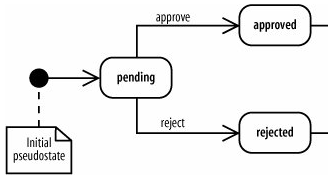 approve
approved
pending
reject
rejected
Initial
pseudostate